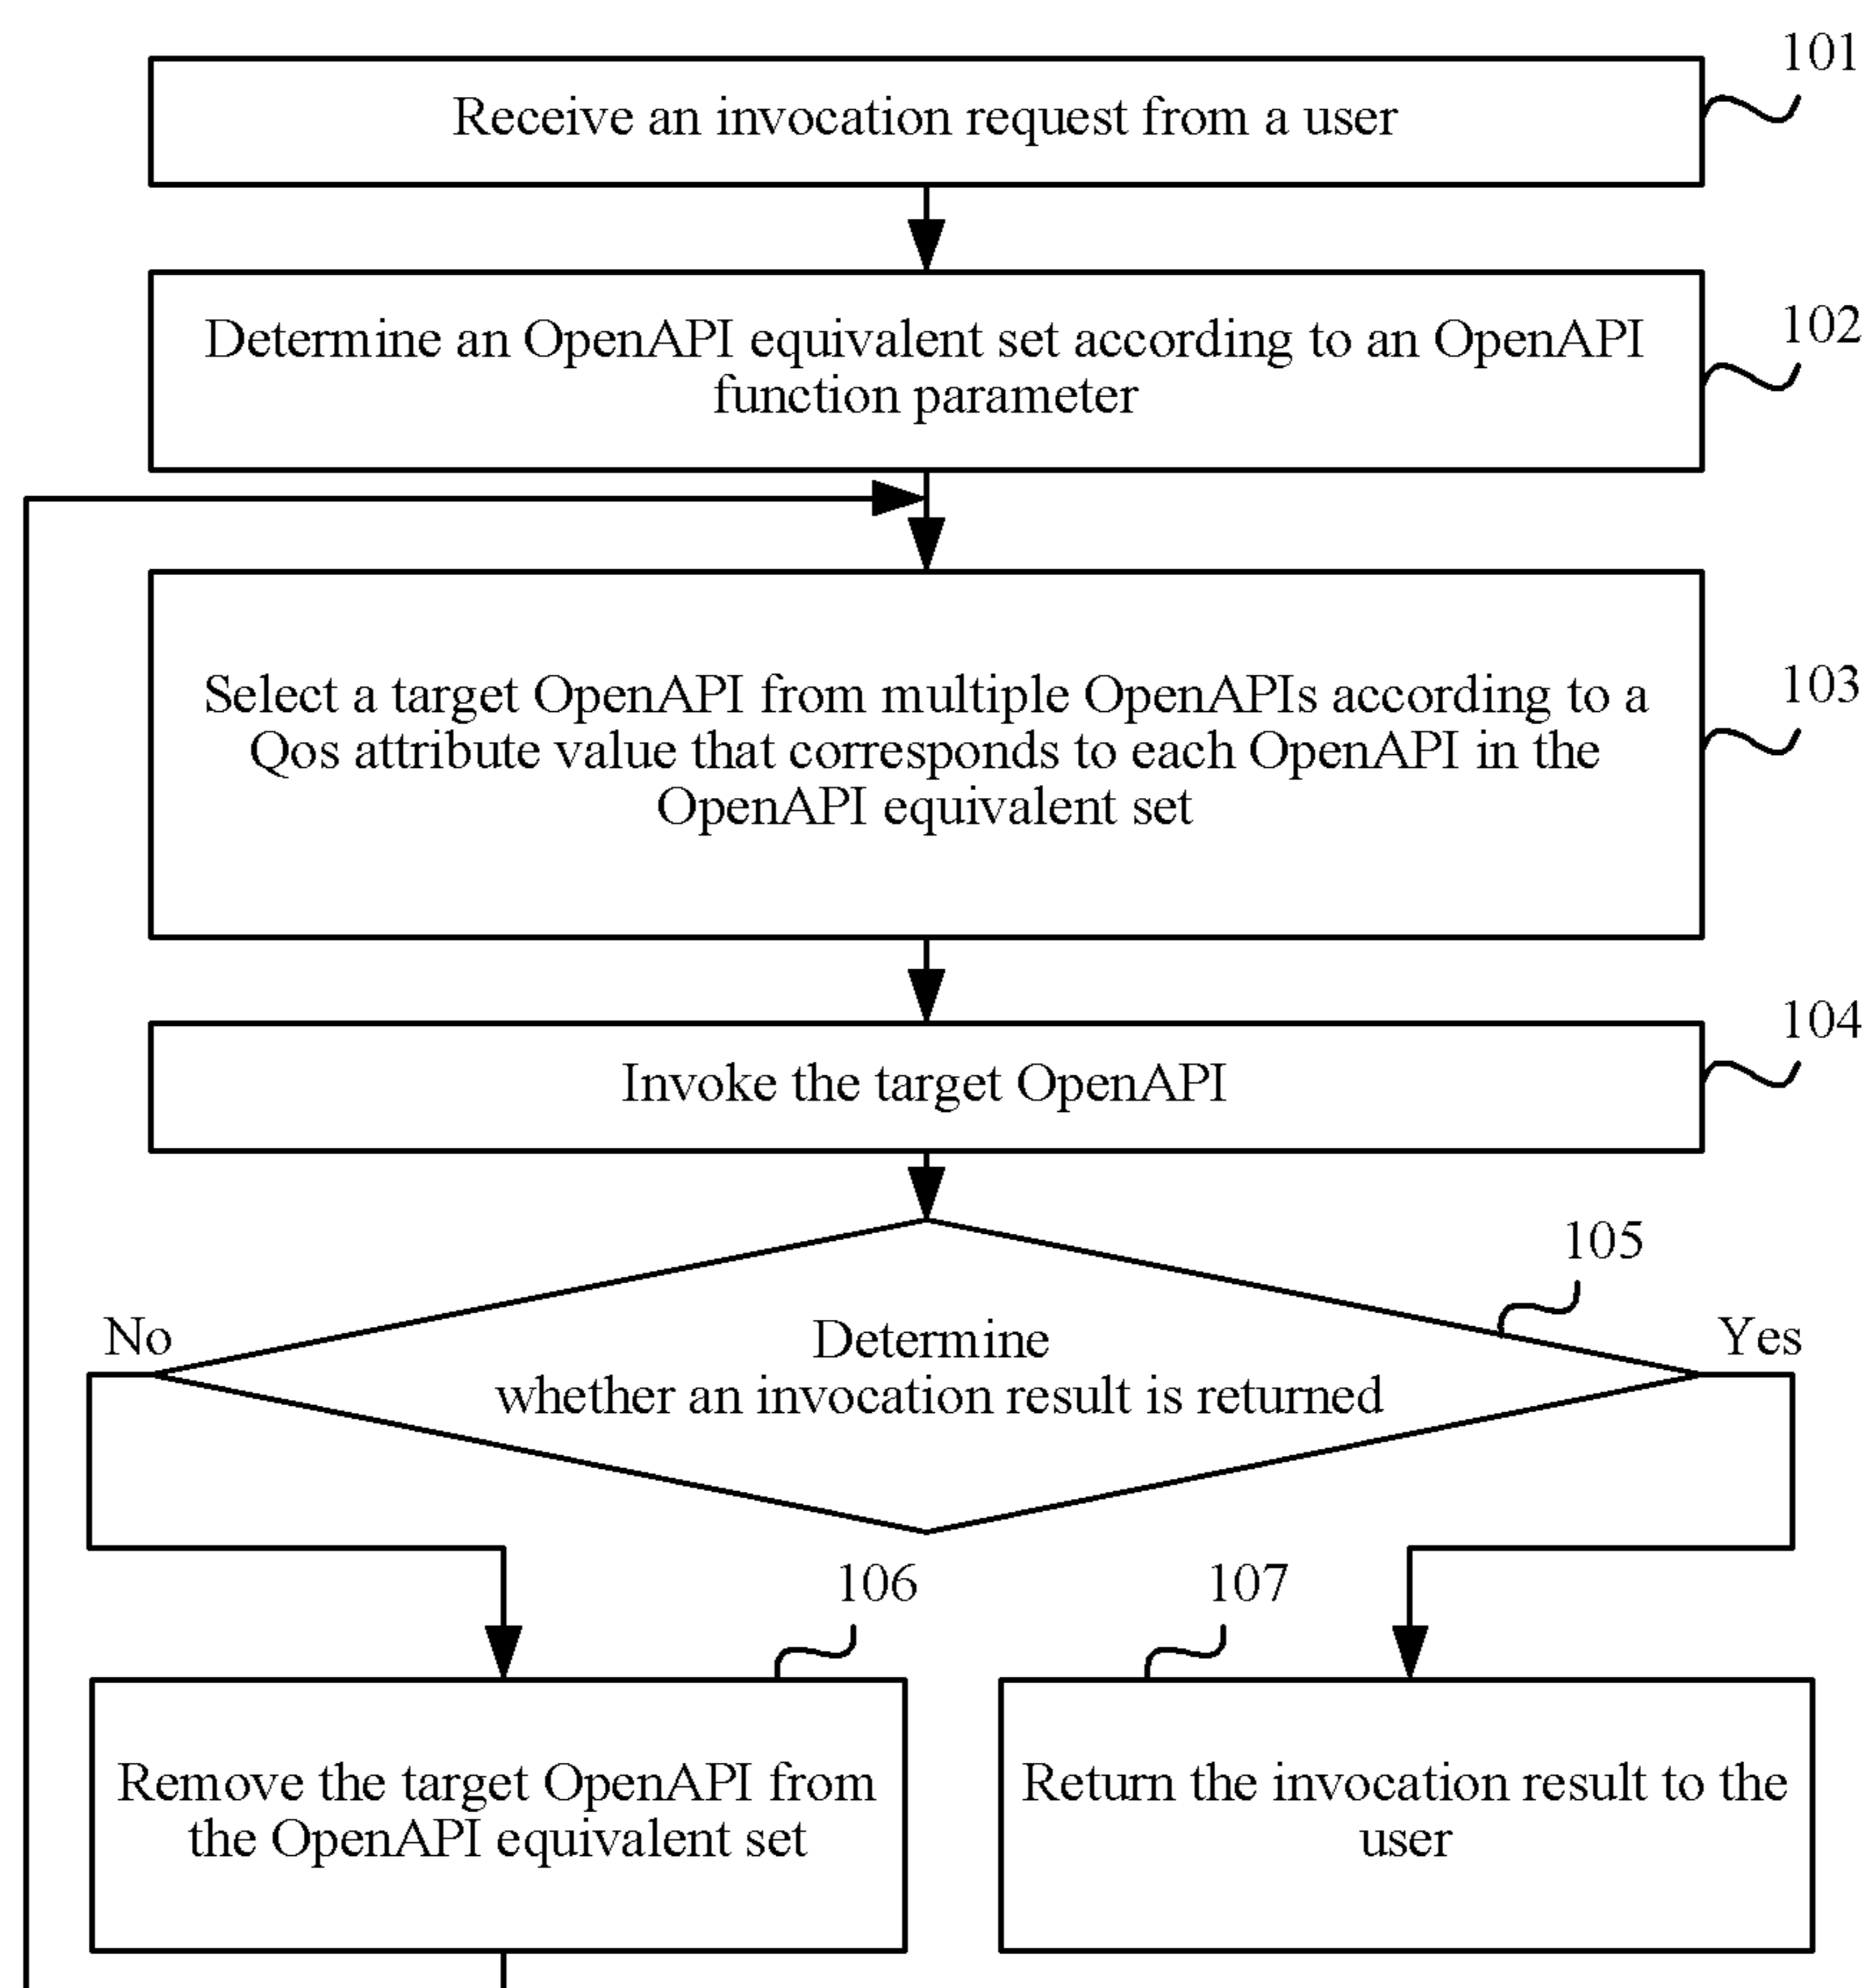 101
Receive an invocation request from a user
102
Determine an OpenAPI equivalent set according to an OpenAPI
function parameter
103
Select a target OpenAPI from multiple OpenAPIs according to a
Qos attribute value that corresponds to each OpenAPI in the
OpenAPI equivalent set
104
Invoke the target OpenAPI
105
No
Yes
Determine
whether an invocation result is returned
106
107
Remove the target OpenAPI from
the OpenAPI equivalent set
Return the invocation result to the
user